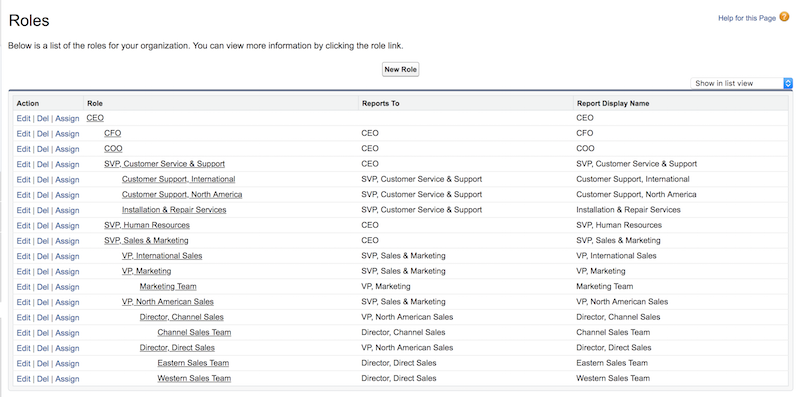 Roles
Help for this Page ?
Below is a list of the roles for your organization. You can view more information by clicking the role link.
New Role
Show in list view
Action Role Reports To Report Display Name
Edit | Del | Assign CEO CEO
Edit | Del | Assign CFO CEO CFO
Edit | Del | Assign COO CEO COO
Edit | Del | Assign SVP, Customer Service & Support CEO SVP, Customer Service & Support
Edit | Del | Assign Customer Support, International SVP, Customer Service & Support Customer Support, International
Edit | Del | Assign Customer Support, North America SVP, Customer Service & Support Customer Support, North America
Edit | Del | Assign Installation & Repair Services SVP, Customer Service & Support Installation & Repair Services
Edit | Del | Assign SVP, Human Resources CEO SVP, Human Resources
Edit | Del | Assign SVP, Sales & Marketing CEO SVP, Sales & Marketing
Edit | Del | Assign VP, International Sales SVP, Sales & Marketing VP, International Sales
Edit | Del | Assign VP, Marketing SVP, Sales & Marketing VP, Marketing
Edit | Del | Assign Marketing Team VP, Marketing Marketing Team
Edit | Del | Assign VP, North American Sales SVP, Sales & Marketing VP, North American Sales
Edit | Del | Assign Director, Channel Sales VP, North American Sales Director, Channel Sales
Edit | Del | Assign Channel Sales Team Director, Channel Sales Channel Sales Team
Edit | Del | Assign Director, Direct Sales VP, North American Sales Director, Direct Sales
Edit | Del | Assign Eastern Sales Team Director, Direct Sales Eastern Sales Team
Edit | Del | Assign Western Sales Team Director, Direct Sales Western Sales Team